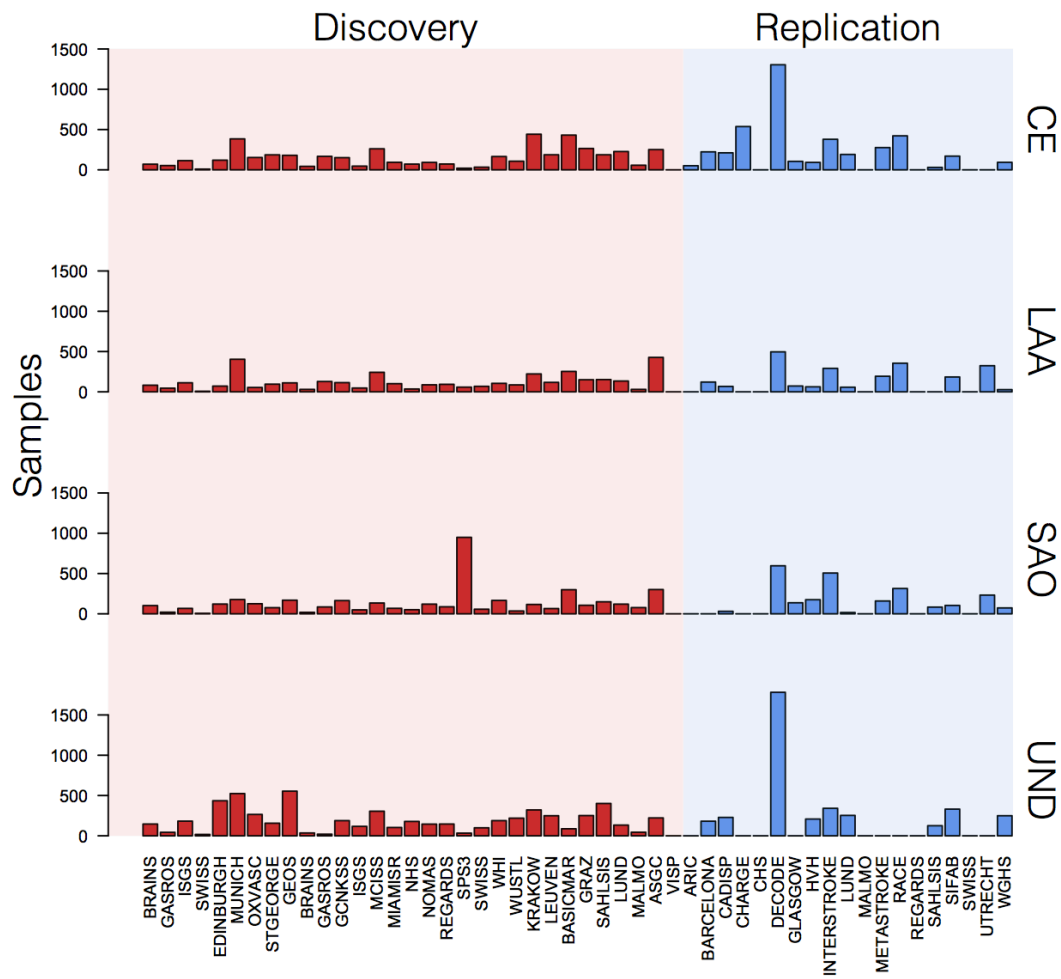 Discovery
Replication
1500
1000
500
0
CE
1500
1000
500
0
LAA
Samples
1500
1000
500
0
SAO
1500
1000
500
0
UND
BRAINS
GASROS
ISGS
SWISS
EDINBURGH
MUNICH
OXVASC
STGEORGE
GEOS
BRAINS
GASROS
GCNKSS
ISGS
MCISS
MIAMISR
NHS
NOMAS
REGARDS
SPS3
SWISS
WHI
WUSTL
KRAKOW
LEUVEN
BASICMAR
GRAZ
SAHLSIS
LUND
MALMO
ASGC
VISP
ARIC
BARCELONA
CADISP
CHARGE
CHS
DECODE
GLASGOW
HVH
INTERSTROKE
LUND
MALMO
METASTROKE
RACE
REGARDS
SAHLSIS
SIFAB
SWISS
UTRECHT
WGHS